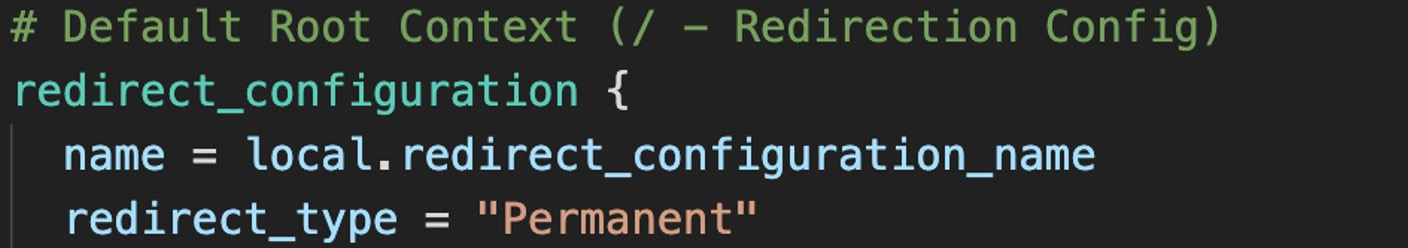 # Default Root Context (/ - Redirection Config)
redirect_configuration {
name = local.redirect_configuration_name
redirect_type = "Permanent"